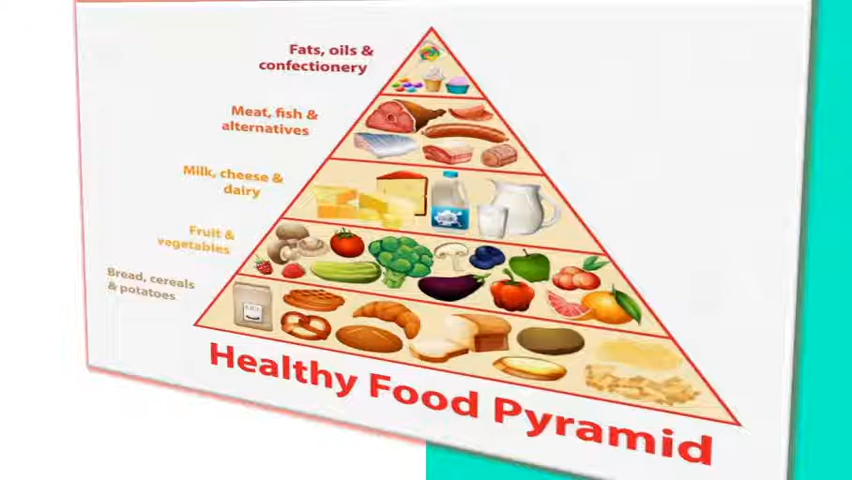 Fats, oils &
confectionery
Meat, fish &
alternatives
Milk, cheese &
dairy
Fruit &
vegetables
Bread, cereals
& potatoes
Healthy Food Pyramid